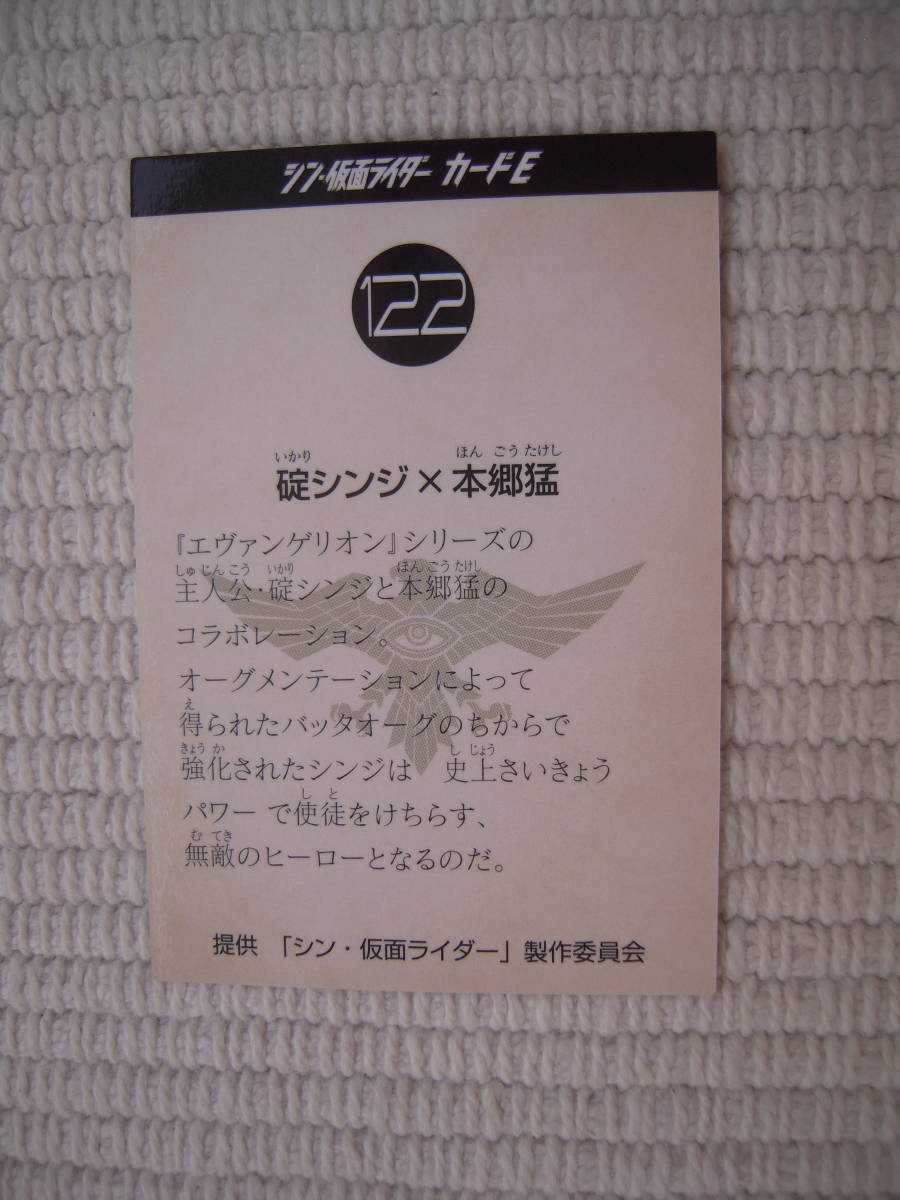 シン・仮面ライダー カードE
122
いかり ほん ごう たけし
碇シンジ×本郷猛
『エヴァンゲリオン』シリーズの
しゅ じん こう いかり ほん ごう たけし
主人公・碇シンジと本郷猛の
コラボレーション。
オーグメンテーションによって
え
得られたバッタオーグのちからで
きょう か し じょう
強化されたシンジは 史上さいきょう
し と
パワー で使徒をけちらす、
む てき
無敵のヒーローとなるのだ。
提供 「シン・仮面ライダー」製作委員会